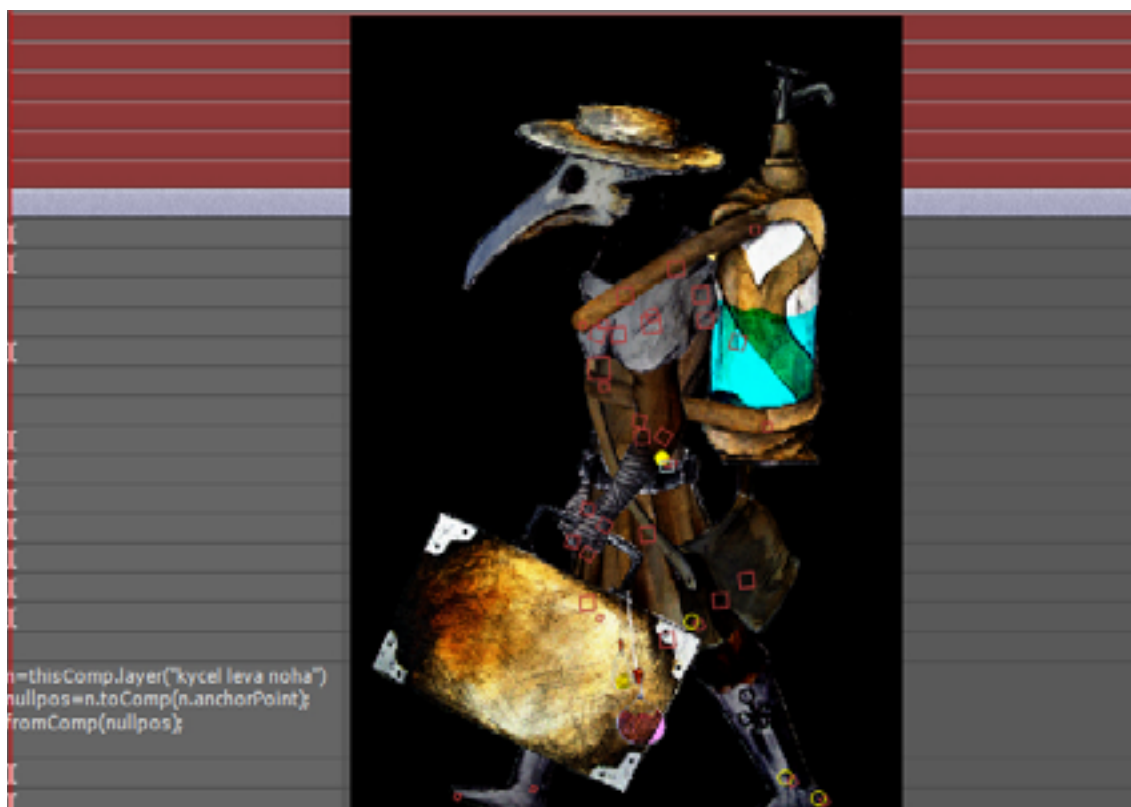 n=thisComp.layer("kycel leva noha")
nullpos=n.toComp(n.anchorPoint);
fromComp(nullpos);